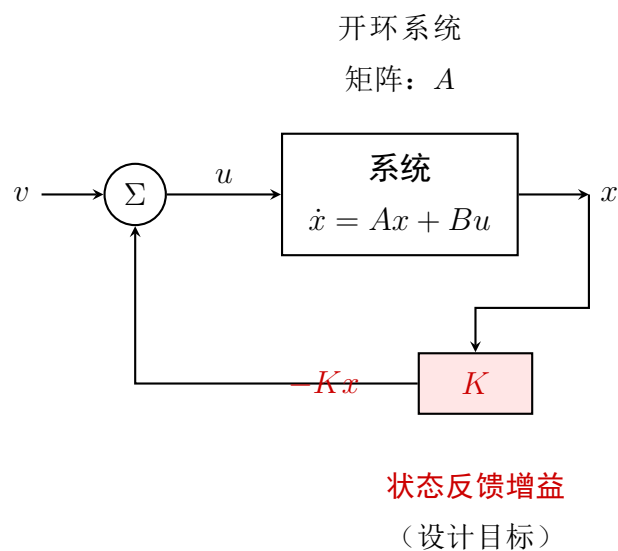 开环系统
矩阵：A
v
Σ
u
系统
ẋ = Ax + Bu
x
−Kx
K
状态反馈增益
（设计目标）